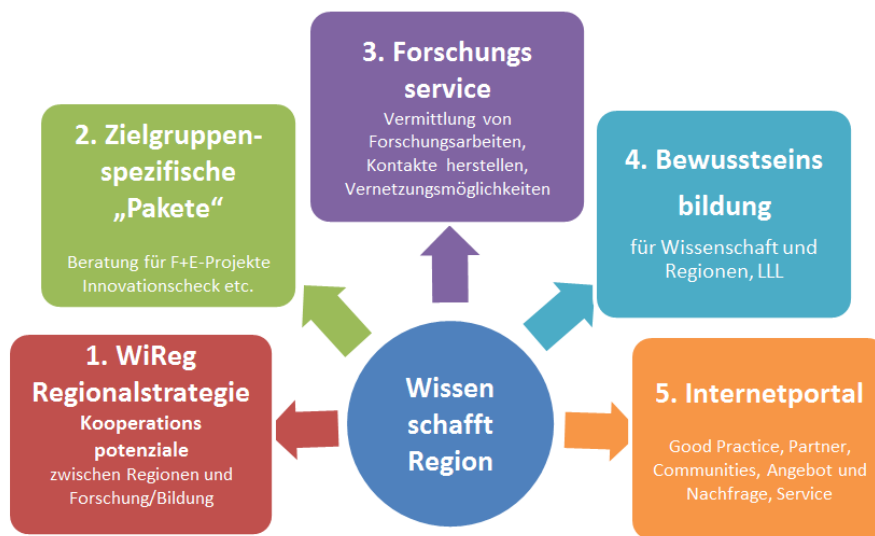 1. WiReg
Regionalstrategie
Kooperations
potenziale
zwischen Regionen und
Forschung/Bildung
2. Zielgruppen-
spezifische
„Pakete“
Beratung für F+E-Projekte
Innovationscheck etc.
3. Forschungs
service
Vermittlung von
Forschungsarbeiten,
Kontakte herstellen,
Vernetzungsmöglichkeiten
4. Bewusstseins
bildung
für Wissenschaft und
Regionen, LLL
5. Internetportal
Good Practice, Partner,
Communities, Angebot und
Nachfrage, Service
Wissen
schafft
Region